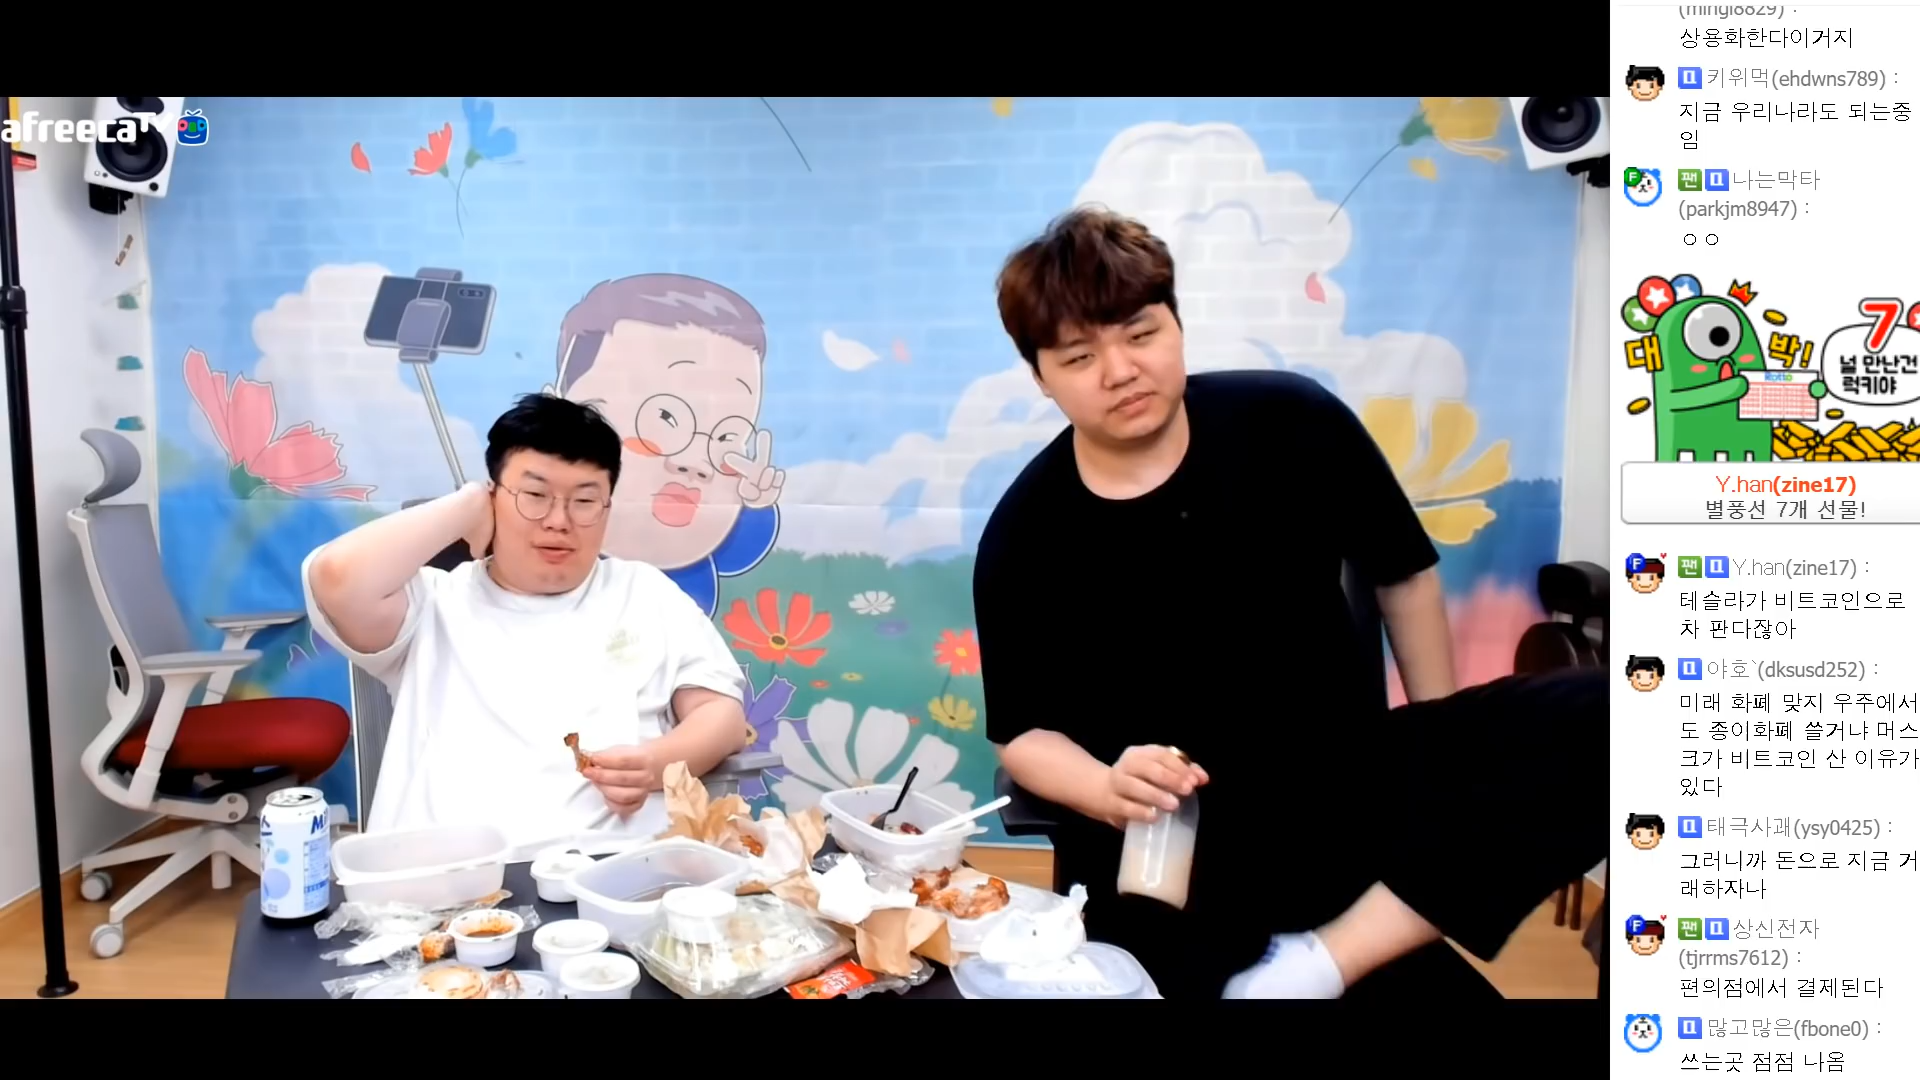 afreecaTV
Mil
(mingi8829) :
상용화한다이거지
키위먹(ehdwns789) :
지금 우리나라도 되는중
임
F
팬 나는막타
(parkjm8947) :
ㅇㅇ
대박!
Rotto
7
널 만난건
럭키야
Y.han(zine17)
별풍선 7개 선물!
F
팬 Y.han(zine17) :
테슬라가 비트코인으로
차 판다잖아
야호`(dksusd252) :
미래 화폐 맞지 우주에서
도 종이화폐 쓸거냐 머스
크가 비트코인 산 이유가
있다
태극사괘(ysy0425) :
그러니까 돈으로 지금 거
래하자나
F
팬 상신전자
(tjrrms7612) :
편의점에서 결제된다
많고많은(fbone0) :
쓰는곳 점점 나옴